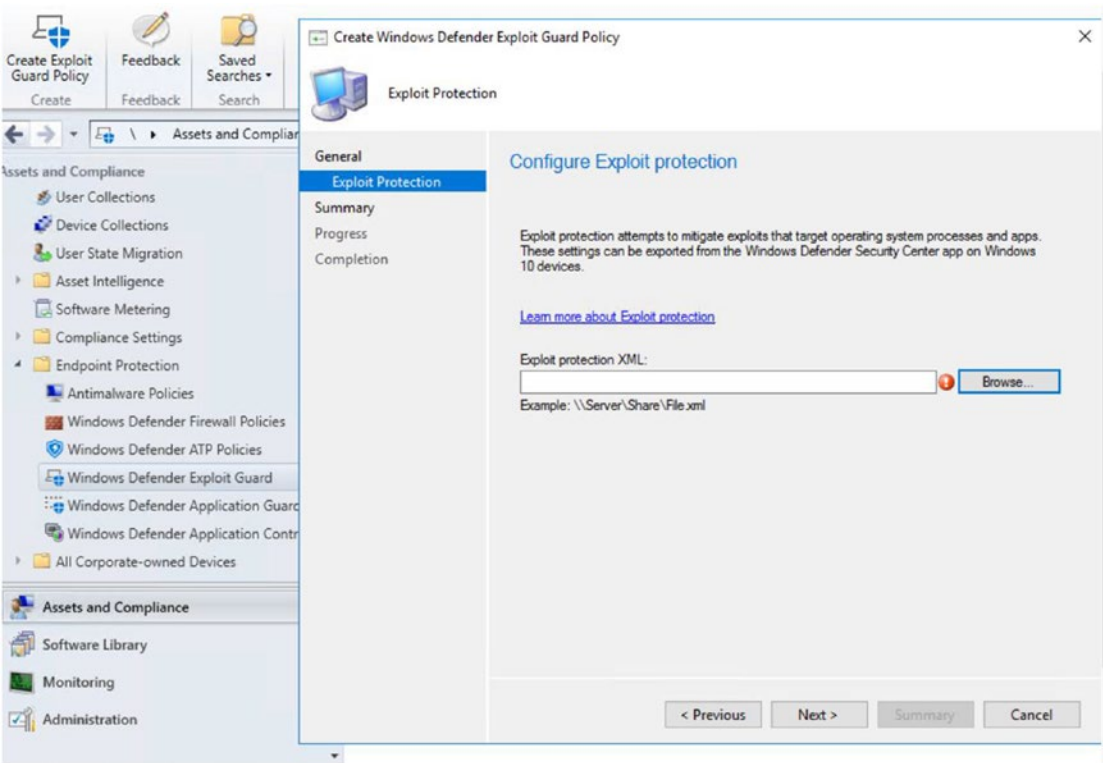 Create Exploit
Guard Policy
Feedback
Saved
Searches
Create
Feedback
Search
\ Assets and Complian
Assets and Compliance
User Collections
Device Collections
User State Migration
Asset Intelligence
Software Metering
Compliance Settings
Endpoint Protection
Antimalware Policies
Windows Defender Firewall Policies
Windows Defender ATP Policies
Windows Defender Exploit Guard
Windows Defender Application Guard
Windows Defender Application Contr
All Corporate-owned Devices
Assets and Compliance
Software Library
Monitoring
Administration
Create Windows Defender Exploit Guard Policy
Exploit Protection
General
Exploit Protection
Summary
Progress
Completion
Configure Exploit protection
Exploit protection attempts to mitigate exploits that target operating system processes and apps.
These settings can be exported from the Windows Defender Security Center app on Windows
10 devices.
Learn more about Exploit protection
Exploit protection XML:
Browse...
Example: \\Server\Share\File.xml
< Previous
Next >
Summary
Cancel